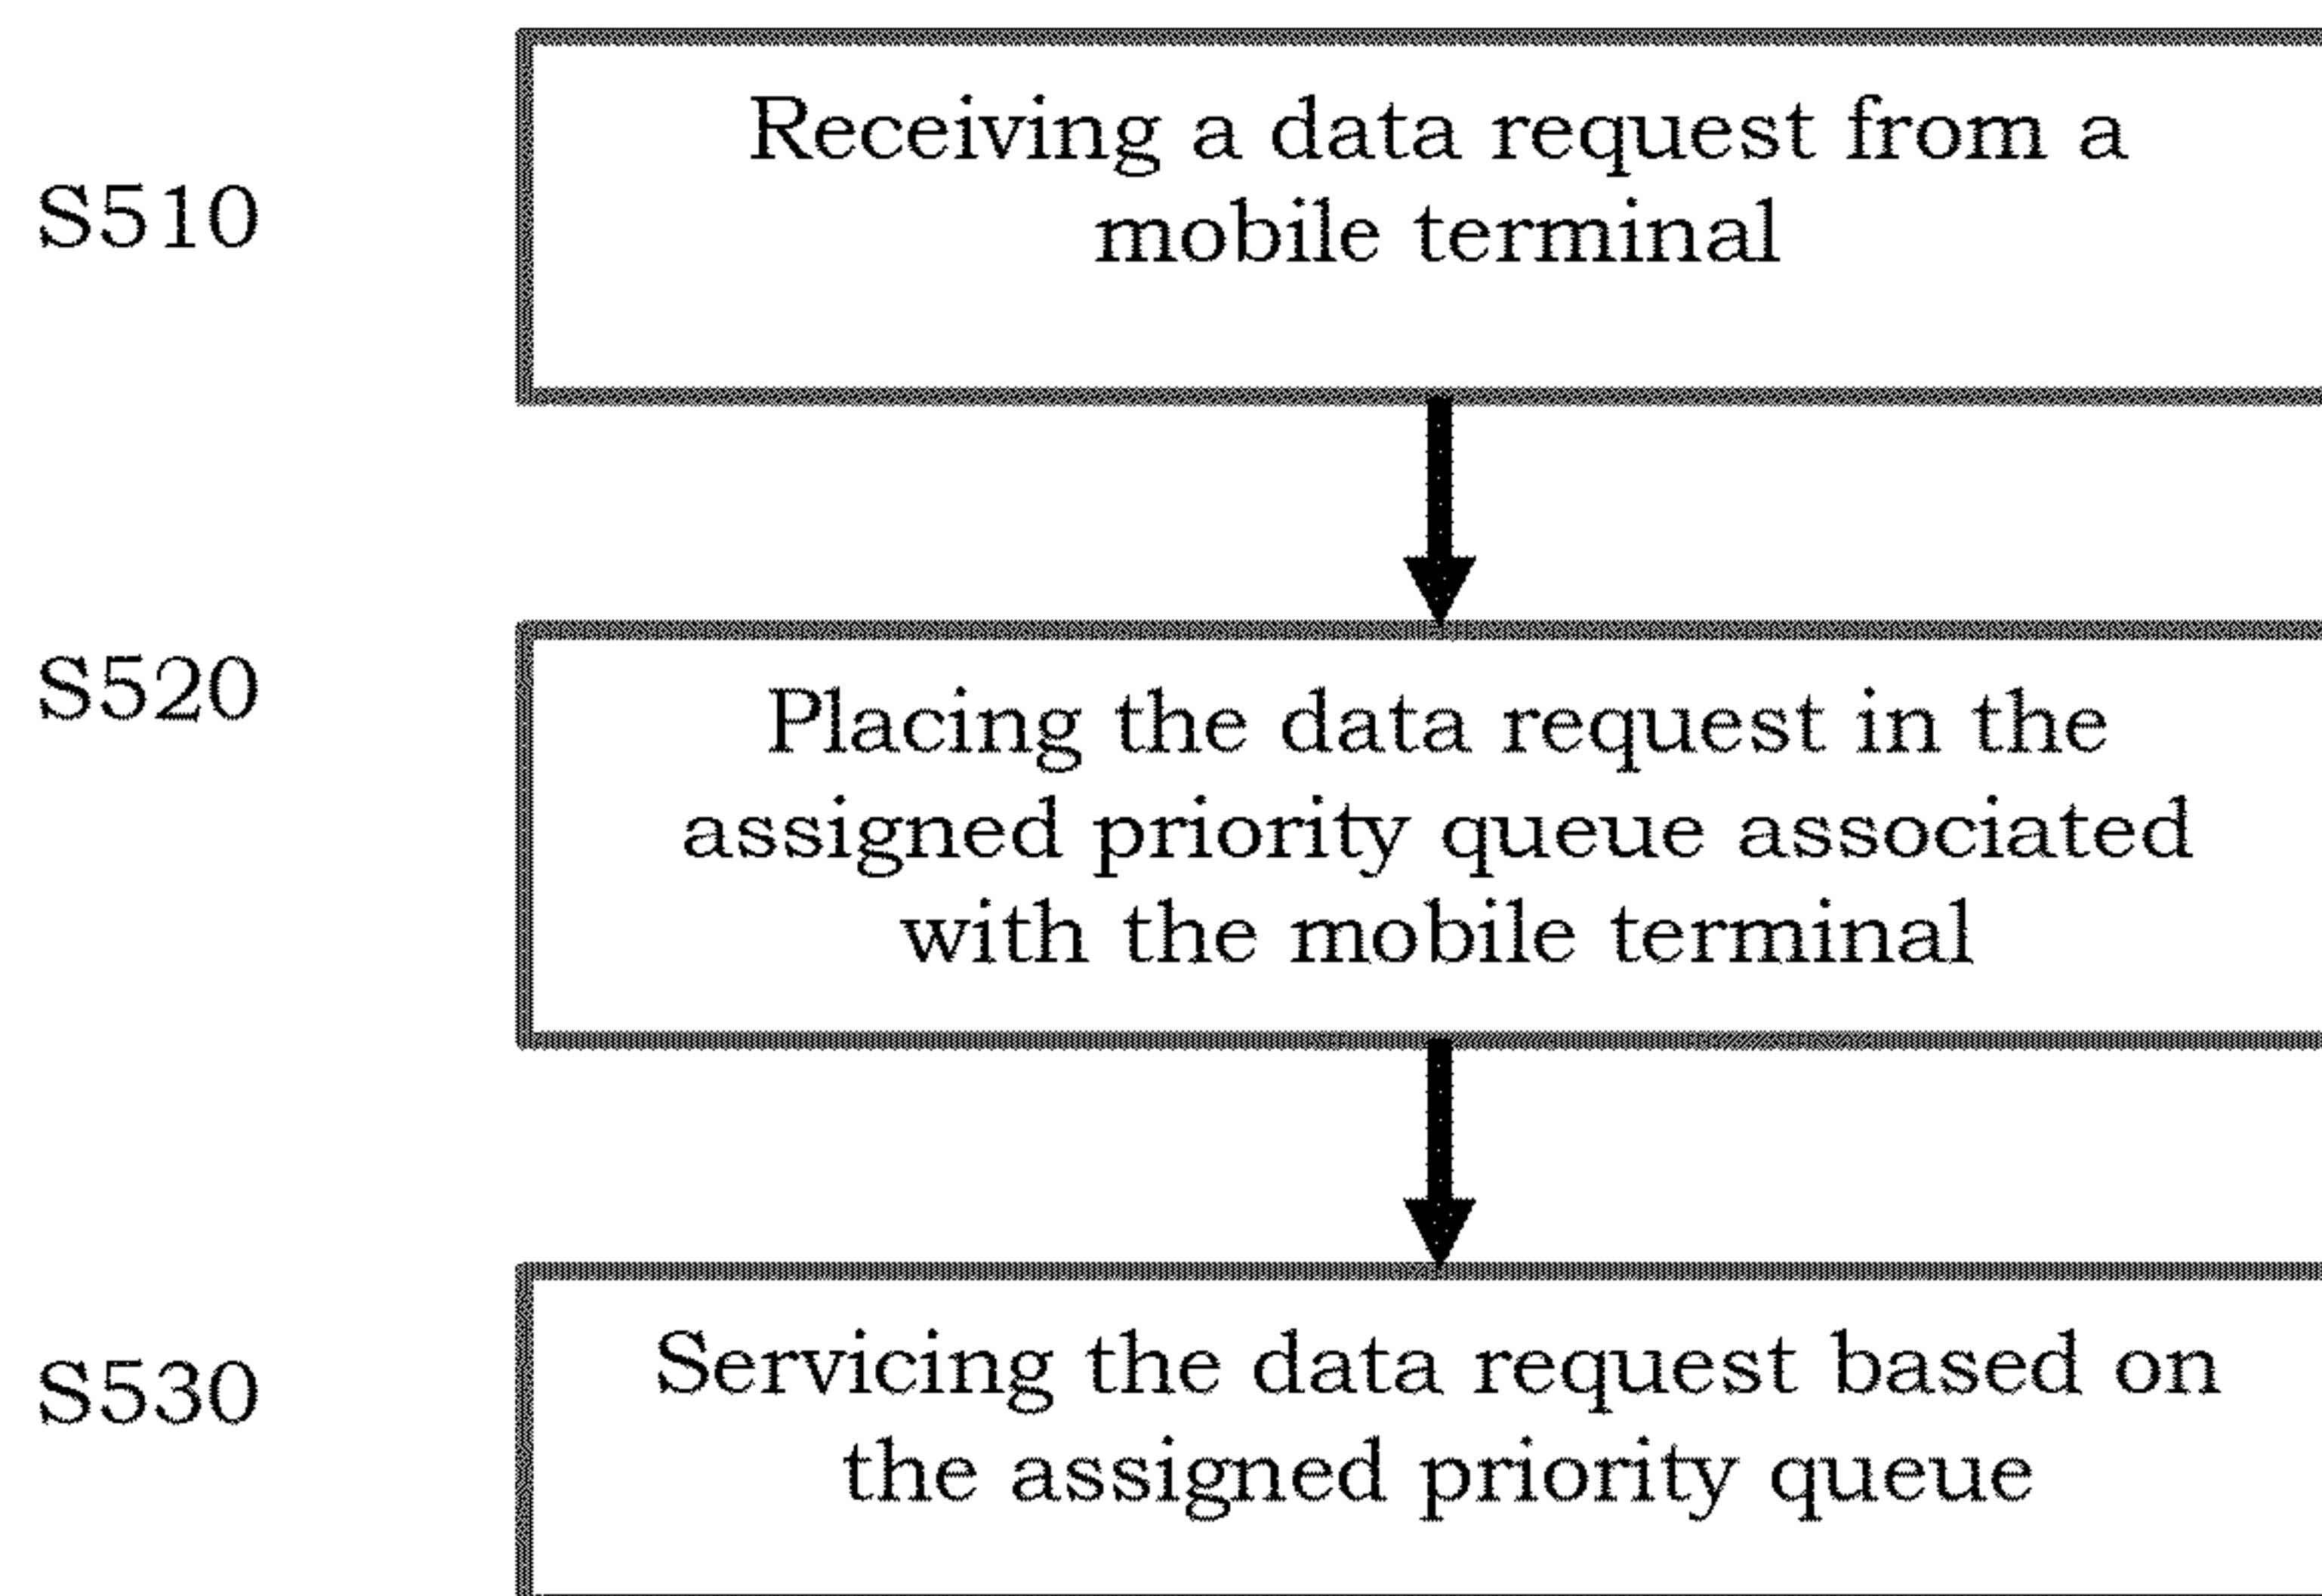 S510
Receiving a data request from a
mobile terminal
S520
Placing the data request in the
assigned priority queue associated
with the mobile terminal
S530
Servicing the data request based on
the assigned priority queue